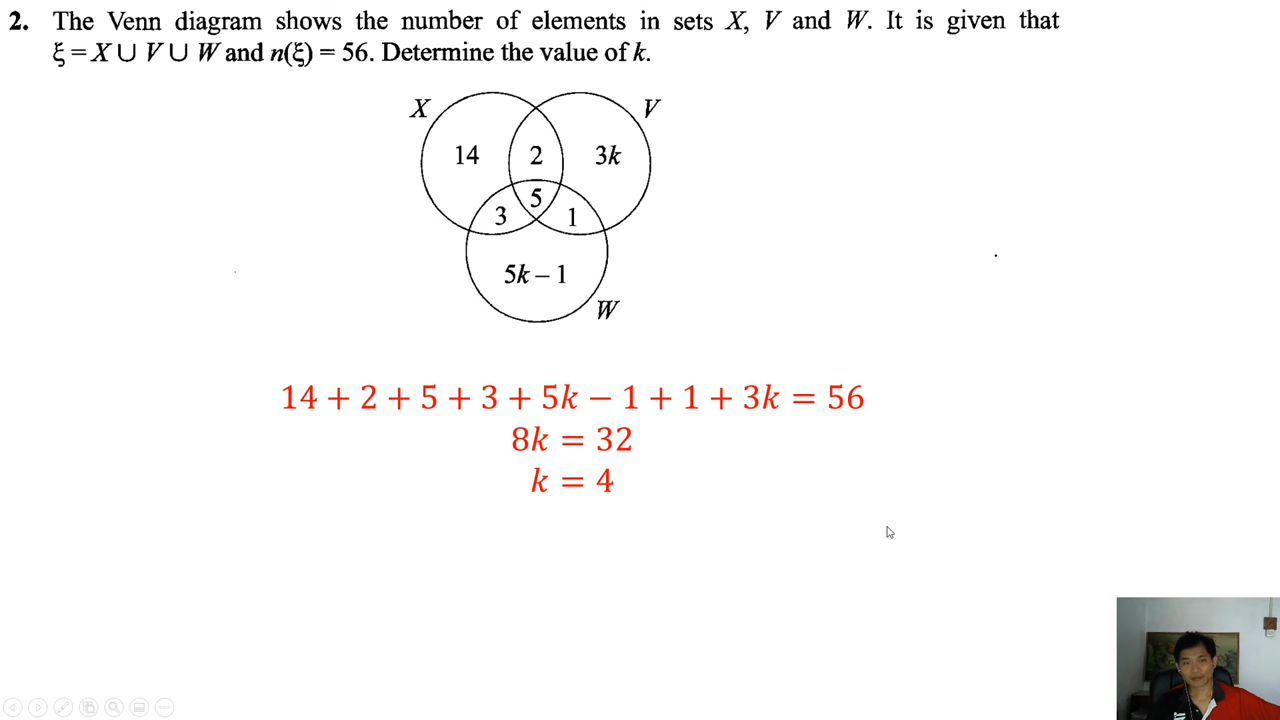 2. The Venn diagram shows the number of elements in sets X, V and W. It is given that
ξ = X ∪ V ∪ W and n(ξ) = 56. Determine the value of k.
X
V
14
2
3k
5
3
1
5k – 1
W
14 + 2 + 5 + 3 + 5k − 1 + 1 + 3k = 56
8k = 32
k = 4